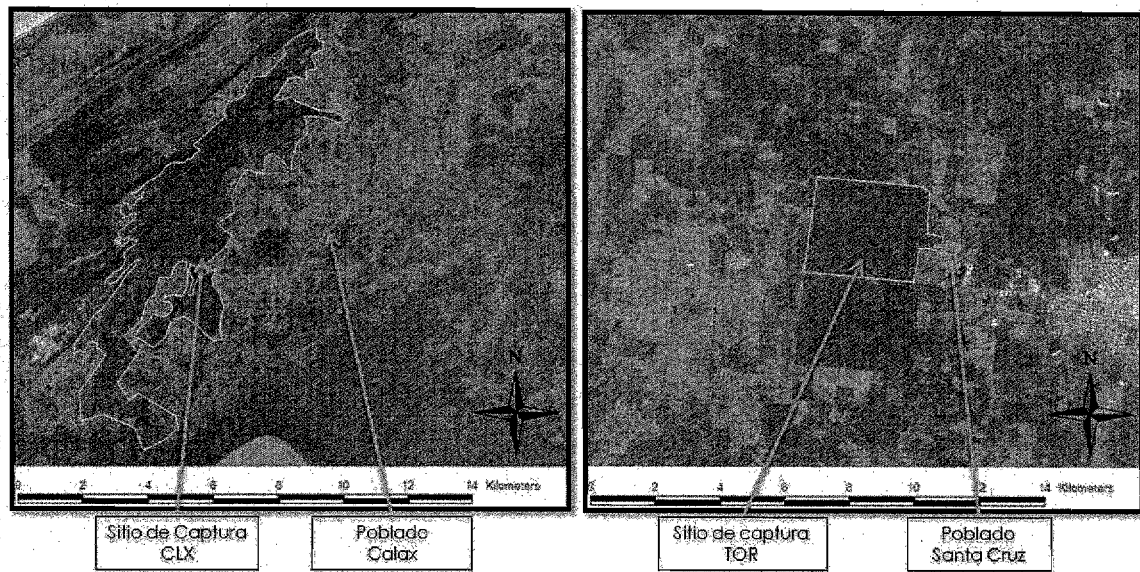 N
0 2 4 6 8 10 12 14 Kilometers
Sitio de Captura
CLX
Poblado
Calax
N
0 2 4 6 8 10 12 14 Kilometers
Sitio de captura
TOR
Poblado
Santa Cruz